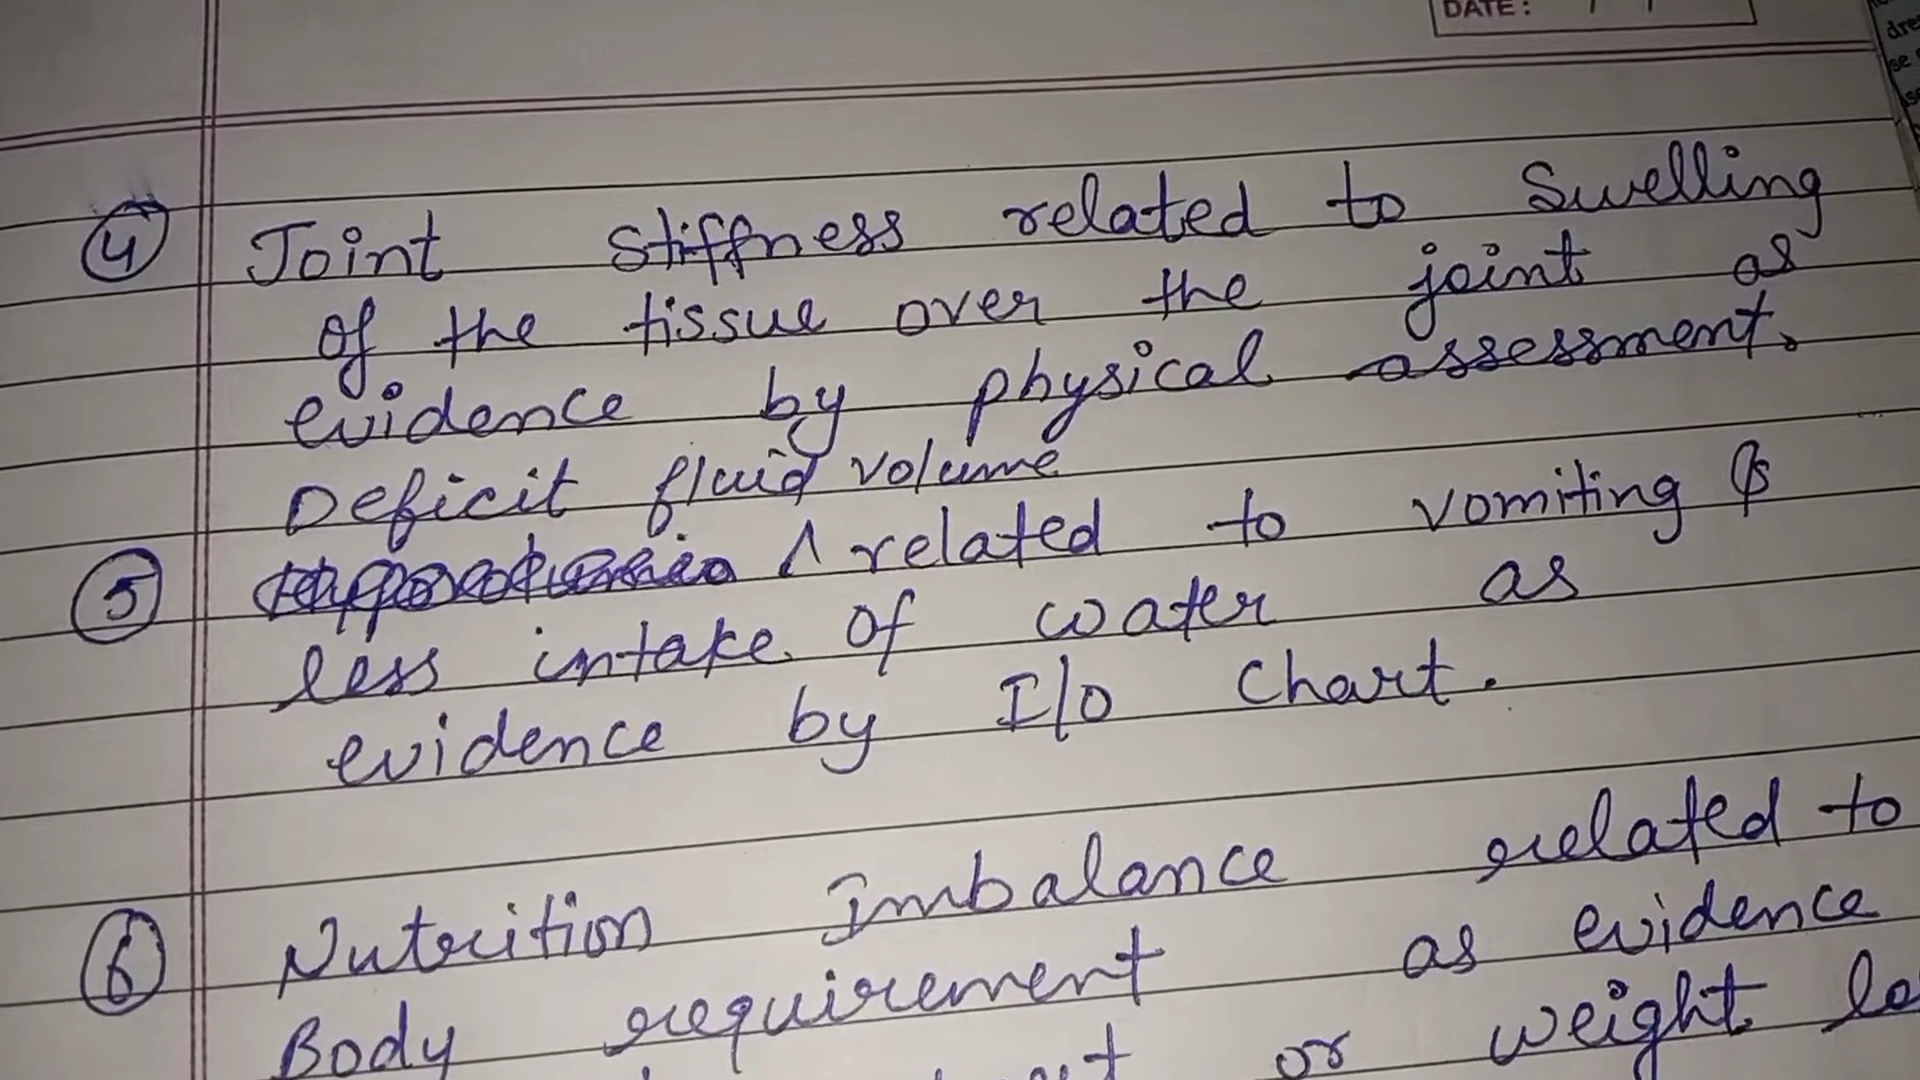 DATE: / /
④ Joint stiffness related to Swelling
of the tissue over the joint as
evidence by physical assessment.
Deficit fluid volume
⑤ ^ related to vomiting &
less intake of water as
evidence by I/O Chart.
⑥ Nutrition Imbalance related to
Body requirement as evidence
or weight